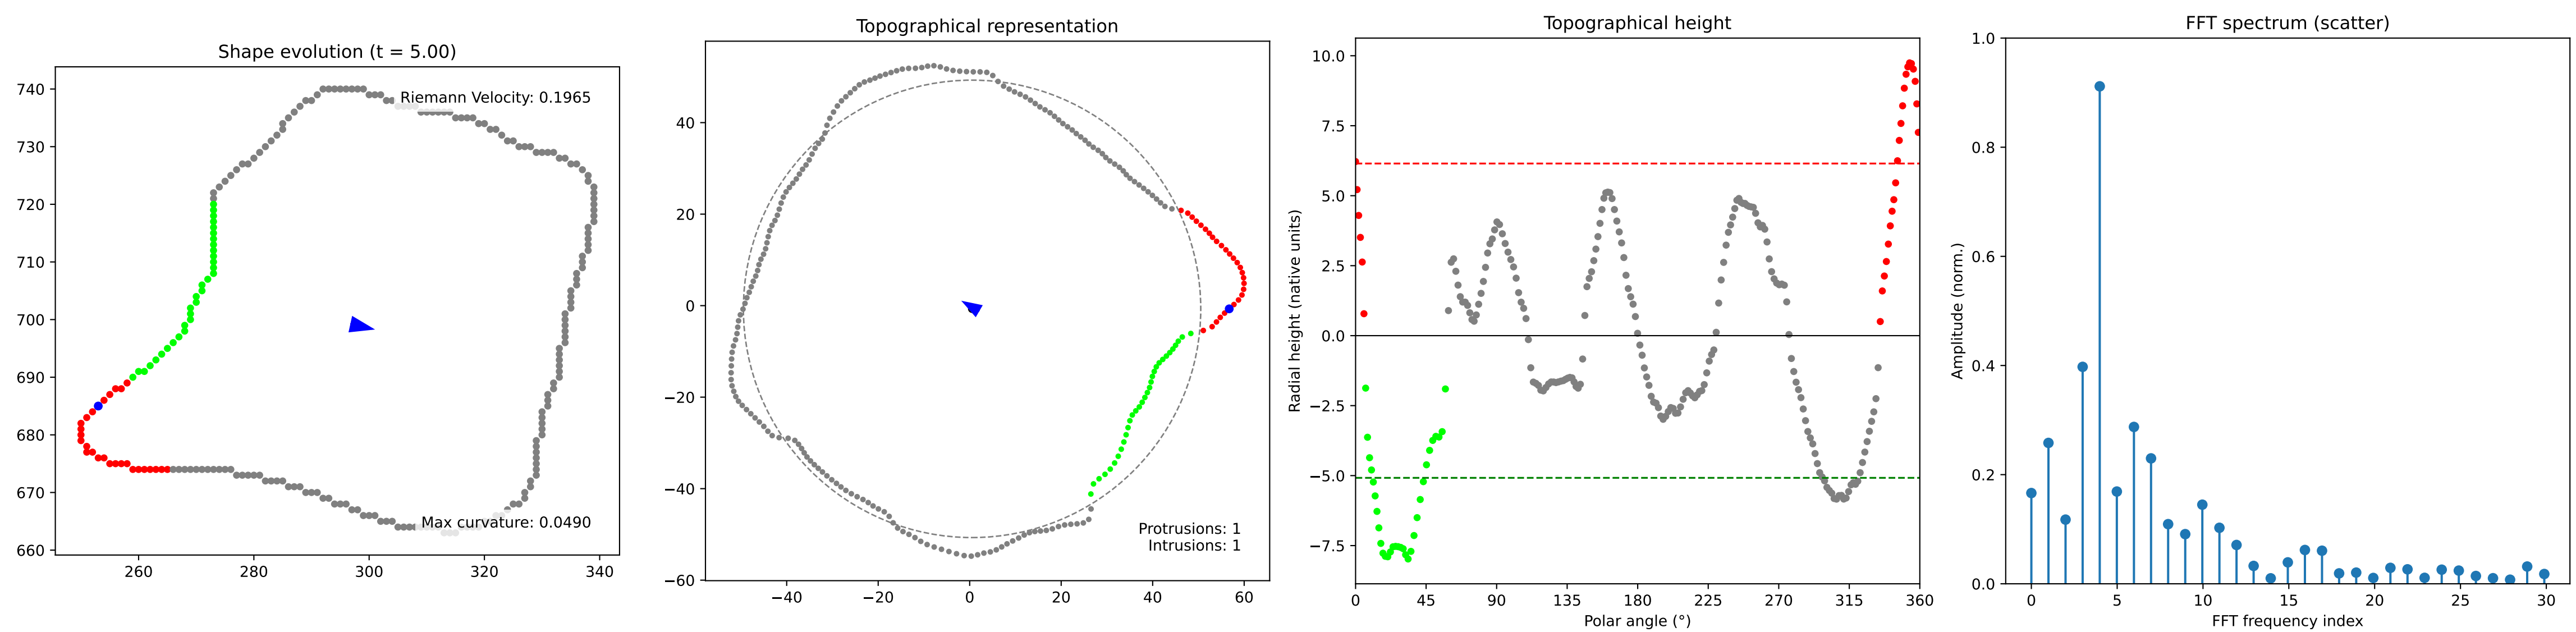 Shape evolution (t = 5.00)
Riemann Velocity: 0.1965
Max curvature: 0.0490
740
730
720
710
700
690
680
670
660
260 280 300 320 340
Topographical representation
40
20
0
−20
−40
−60
−40 −20 0 20 40 60
Protrusions: 1
Intrusions: 1
Topographical height
Radial height (native units)
10.0
7.5
5.0
2.5
0.0
−2.5
−5.0
−7.5
0 45 90 135 180 225 270 315 360
Polar angle (°)
FFT spectrum (scatter)
Amplitude (norm.)
1.0
0.8
0.6
0.4
0.2
0.0
0 5 10 15 20 25 30
FFT frequency index